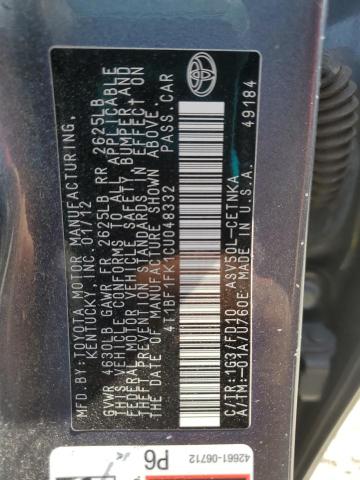 MFD.BY:TOYOTA MOTOR MANUFACTURING,
KENTUCKY, INC. 01/12
GVWR 4630LB GAWR FR 2625LB RR 2625LB
THIS VEHICLE CONFORMS TO ALL APPLICABLE
FEDERAL MOTOR VEHICLE SAFETY, BUMPER, AND
THEFT PREVENTION STANDARDS IN EFFECT ON
THE DATE OF MANUFACTURE SHOWN ABOVE.
PASS.CAR
C/TR: 1G3/FD10 ASV50L-CETNKA
A/TM:-01A/U760E MADE IN U.S.A.
49184
42661-06712
P6